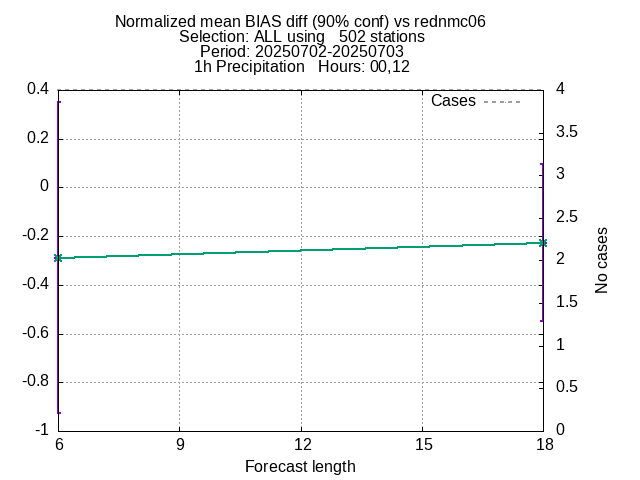 Normalized mean BIAS diff (90% conf) vs rednmc06
Selection: ALL using   502 stations
Period: 20250702-20250703
1h Precipitation   Hours: 00,12
Cases
0.4
0.2
0
-0.2
-0.4
-0.6
-0.8
-1
4
3.5
3
2.5
2
1.5
1
0.5
0
No cases
6 9 12 15 18
Forecast length